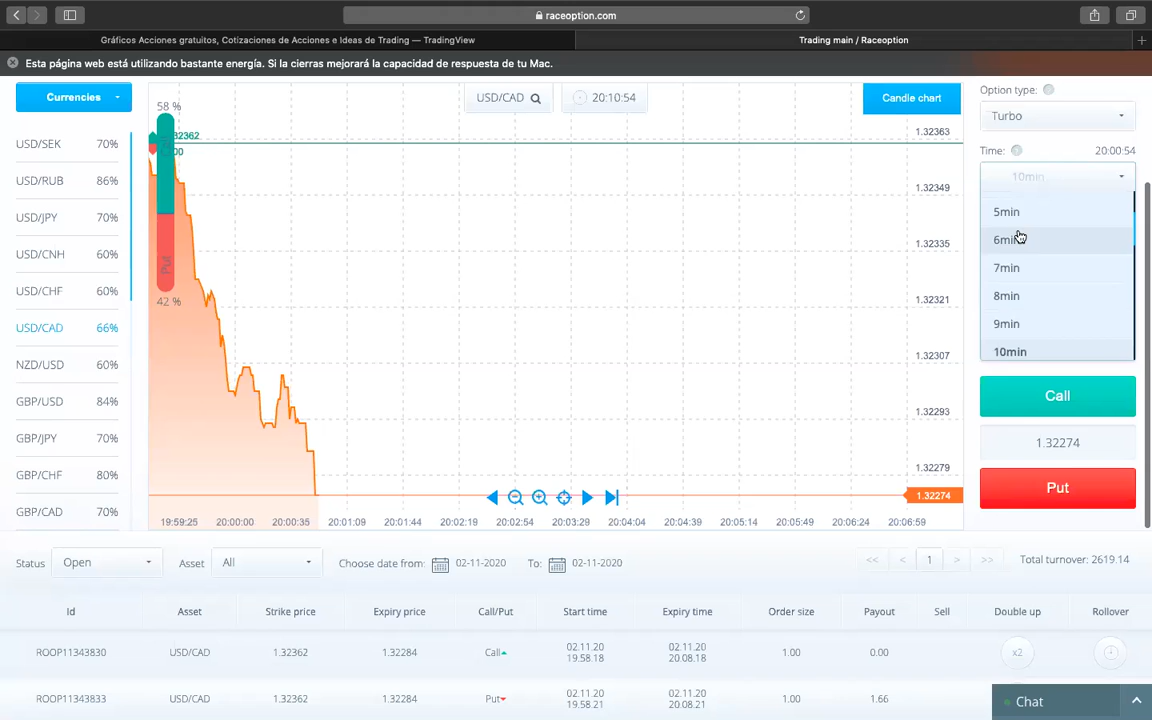 raceoption.com
Gráficos Acciones gratuitos, Cotizaciones de Acciones e Ideas de Trading — TradingView
Trading main / Raceoption
Esta página web está utilizando bastante energía. Si la cierras mejorará la capacidad de respuesta de tu Mac.
Currencies
USD/SEK 70%
USD/RUB 86%
USD/JPY 70%
USD/CNH 60%
USD/CHF 60%
USD/CAD 66%
NZD/USD 60%
GBP/USD 84%
GBP/JPY 70%
GBP/CHF 80%
GBP/CAD 70%
58 %
Put
42 %
USD/CAD
20:10:54
Candle chart
1.32363
1.32349
1.32335
1.32321
1.32307
1.32293
1.32279
1.32274
19:59:25 20:00:00 20:00:35 20:01:09 20:01:44 20:02:19 20:02:54 20:03:29 20:04:04 20:04:39 20:05:14 20:05:49 20:06:24 20:06:59
Option type:
Turbo
Time: 20:00:54
10min
5min
6min
7min
8min
9min
10min
Call
1.32274
Put
Status Open Asset All Choose date from: 02-11-2020 To: 02-11-2020 << < 1 > >> Total turnover: 2619.14
Id Asset Strike price Expiry price Call/Put Start time Expiry time Order size Payout Sell Double up Rollover
ROOP11343830 USD/CAD 1.32362 1.32284 Call 02.11.20 19.58.18 02.11.20 20.08.18 1.00 0.00 x2
ROOP11343833 USD/CAD 1.32362 1.32284 Put 02.11.20 19.58.21 02.11.20 20.08.21 1.00 1.66
Chat